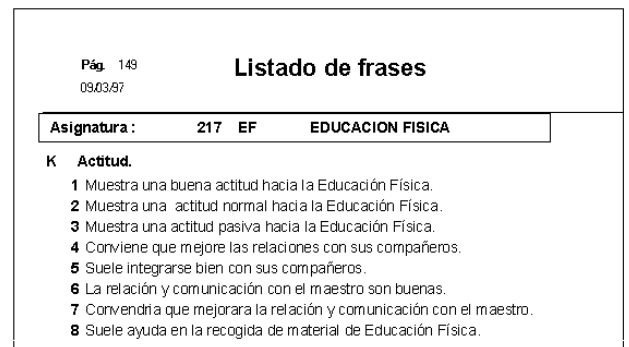 Pág. 149 Listado de frases
09/03/97
Asignatura : 217 EF EDUCACION FISICA
K Actitud.
1 Muestra una buena actitud hacia la Educación Física.
2 Muestra una actitud normal hacia la Educación Física.
3 Muestra una actitud pasiva hacia la Educación Física.
4 Conviene que mejore las relaciones con sus compañeros.
5 Suele integrarse bien con sus compañeros.
6 La relación y comunicación con el maestro son buenas.
7 Convendria que mejorara la relación y comunicación con el maestro.
8 Suele ayuda en la recogida de material de Educación Física.